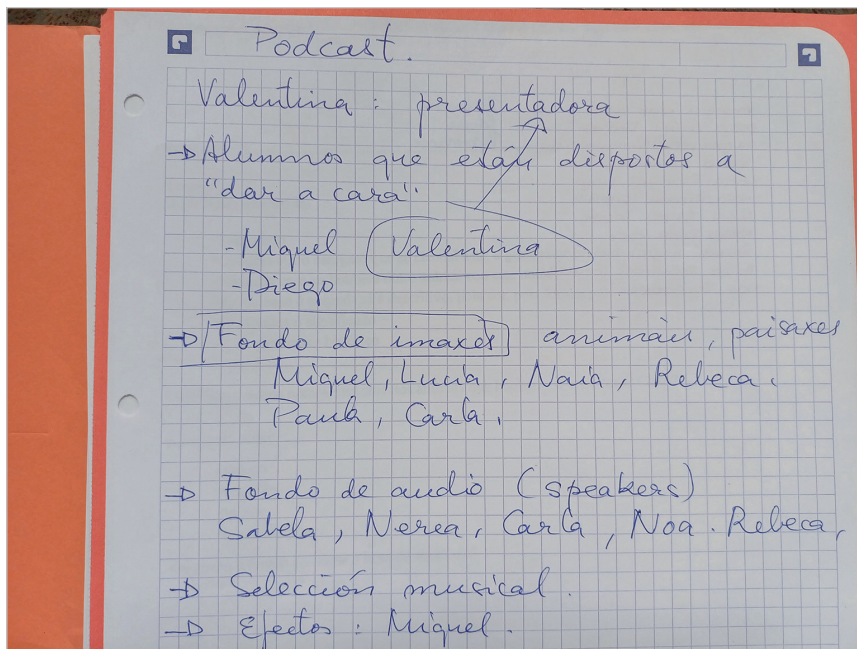 Podcast.
Valentina : presentadora
→ Alumnos que están dispostos a
"dar a cara".
- Miguel Valentina
- Diego
→ Fondo de imaxes animáis, paisaxes
Miguel, Lucía, Naia, Rebeca.
Paula, Carla.
→ Fondo de audio (speakers)
Sabela, Nerea, Carla, Noa. Rebeca,
→ Selección musical.
→ Efectos : Miguel.